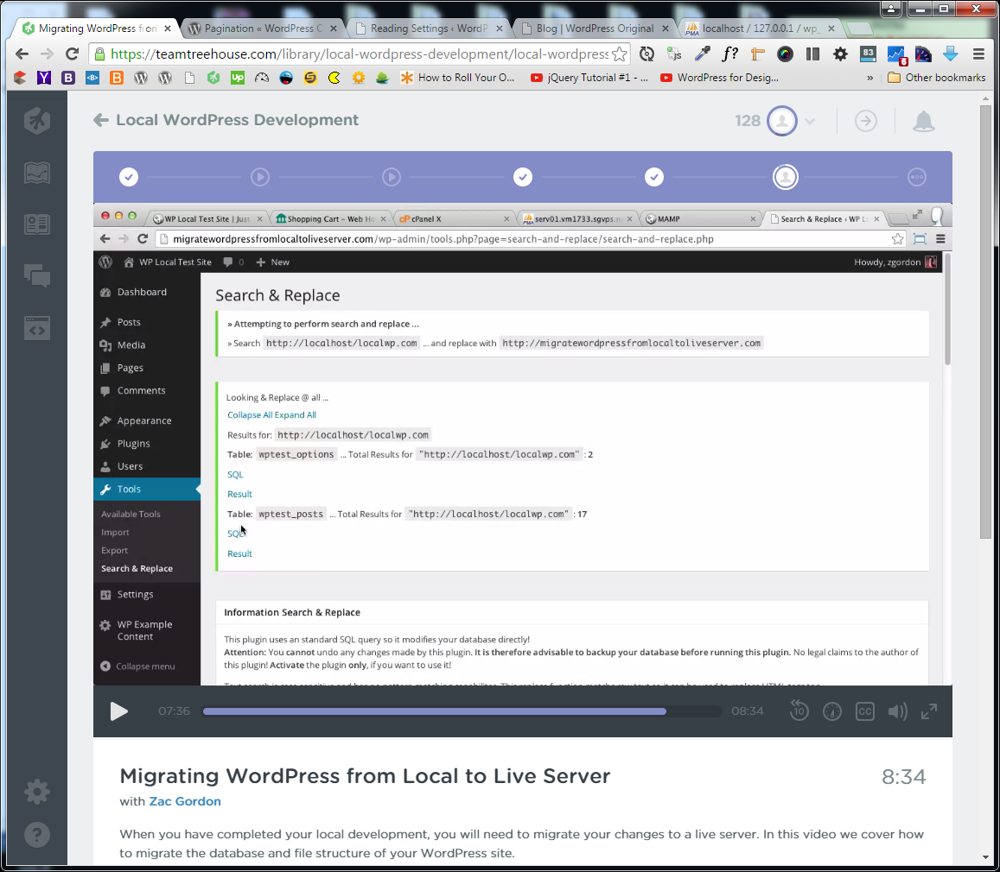 Migrating WordPress from
Pagination « WordPress C
Reading Settings ‹ WordP
Blog | WordPress Original
localhost / 127.0.0.1 / wp_
https://teamtreehouse.com/library/local-wordpress-development/local-wordpress
f?
83
6
Y
B
B
up
S
How to Roll Your O...
jQuery Tutorial #1 - ...
WordPress for Desig...
»
Other bookmarks
Local WordPress Development
128
WP Local Test Site | Just
Shopping Cart – Web Ho
cPanel X
serv01.vm1733.sgvps.n
MAMP
Search & Replace ‹ WP L
migratewordpressfromlocaltoliveserver.com/wp-admin/tools.php?page=search-and-replace/search-and-replace.php
WP Local Test Site
0
New
Howdy, zgordon
Dashboard
Posts
Media
Pages
Comments
Appearance
Plugins
Users
Tools
Available Tools
Import
Export
Search & Replace
Settings
WP Example
Content
Collapse menu
Search & Replace
» Attempting to perform search and replace ...
» Search http://localhost/localwp.com ... and replace with http://migratewordpressfromlocaltoliveserver.com
Looking & Replace @ all ...
Collapse All Expand All
Results for: http://localhost/localwp.com
Table: wptest_options ... Total Results for "http://localhost/localwp.com" : 2
SQL
Result
Table: wptest_posts ... Total Results for "http://localhost/localwp.com" : 17
SQL
Result
Information Search & Replace
This plugin uses an standard SQL query so it modifies your database directly!
Attention: You cannot undo any changes made by this plugin. It is therefore advisable to backup your database before running this plugin. No legal claims to the author of
this plugin! Activate the plugin only, if you want to use it!
07:36
08:34
10
CC
Migrating WordPress from Local to Live Server
8:34
with Zac Gordon
When you have completed your local development, you will need to migrate your changes to a live server. In this video we cover how
to migrate the database and file structure of your WordPress site.
?